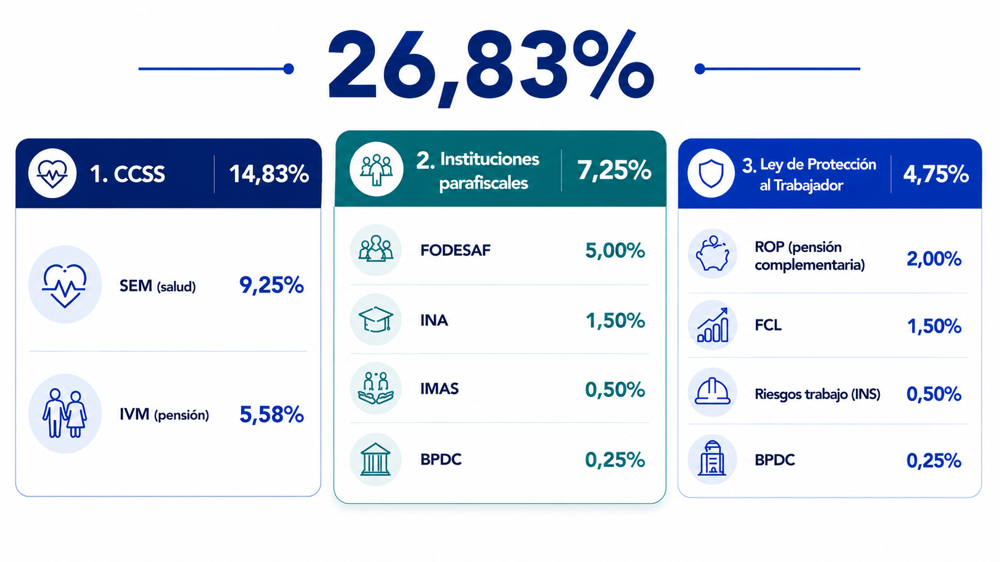 26,83%
1. CCSS 14,83%
SEM (salud) 9,25%
IVM (pensión) 5,58%
2. Instituciones
parafiscales
7,25%
FODESAF 5,00%
INA 1,50%
IMAS 0,50%
BPDC 0,25%
3. Ley de Protección
al Trabajador
4,75%
ROP (pensión
complementaria)
2,00%
FCL 1,50%
Riesgos trabajo (INS) 0,50%
BPDC 0,25%